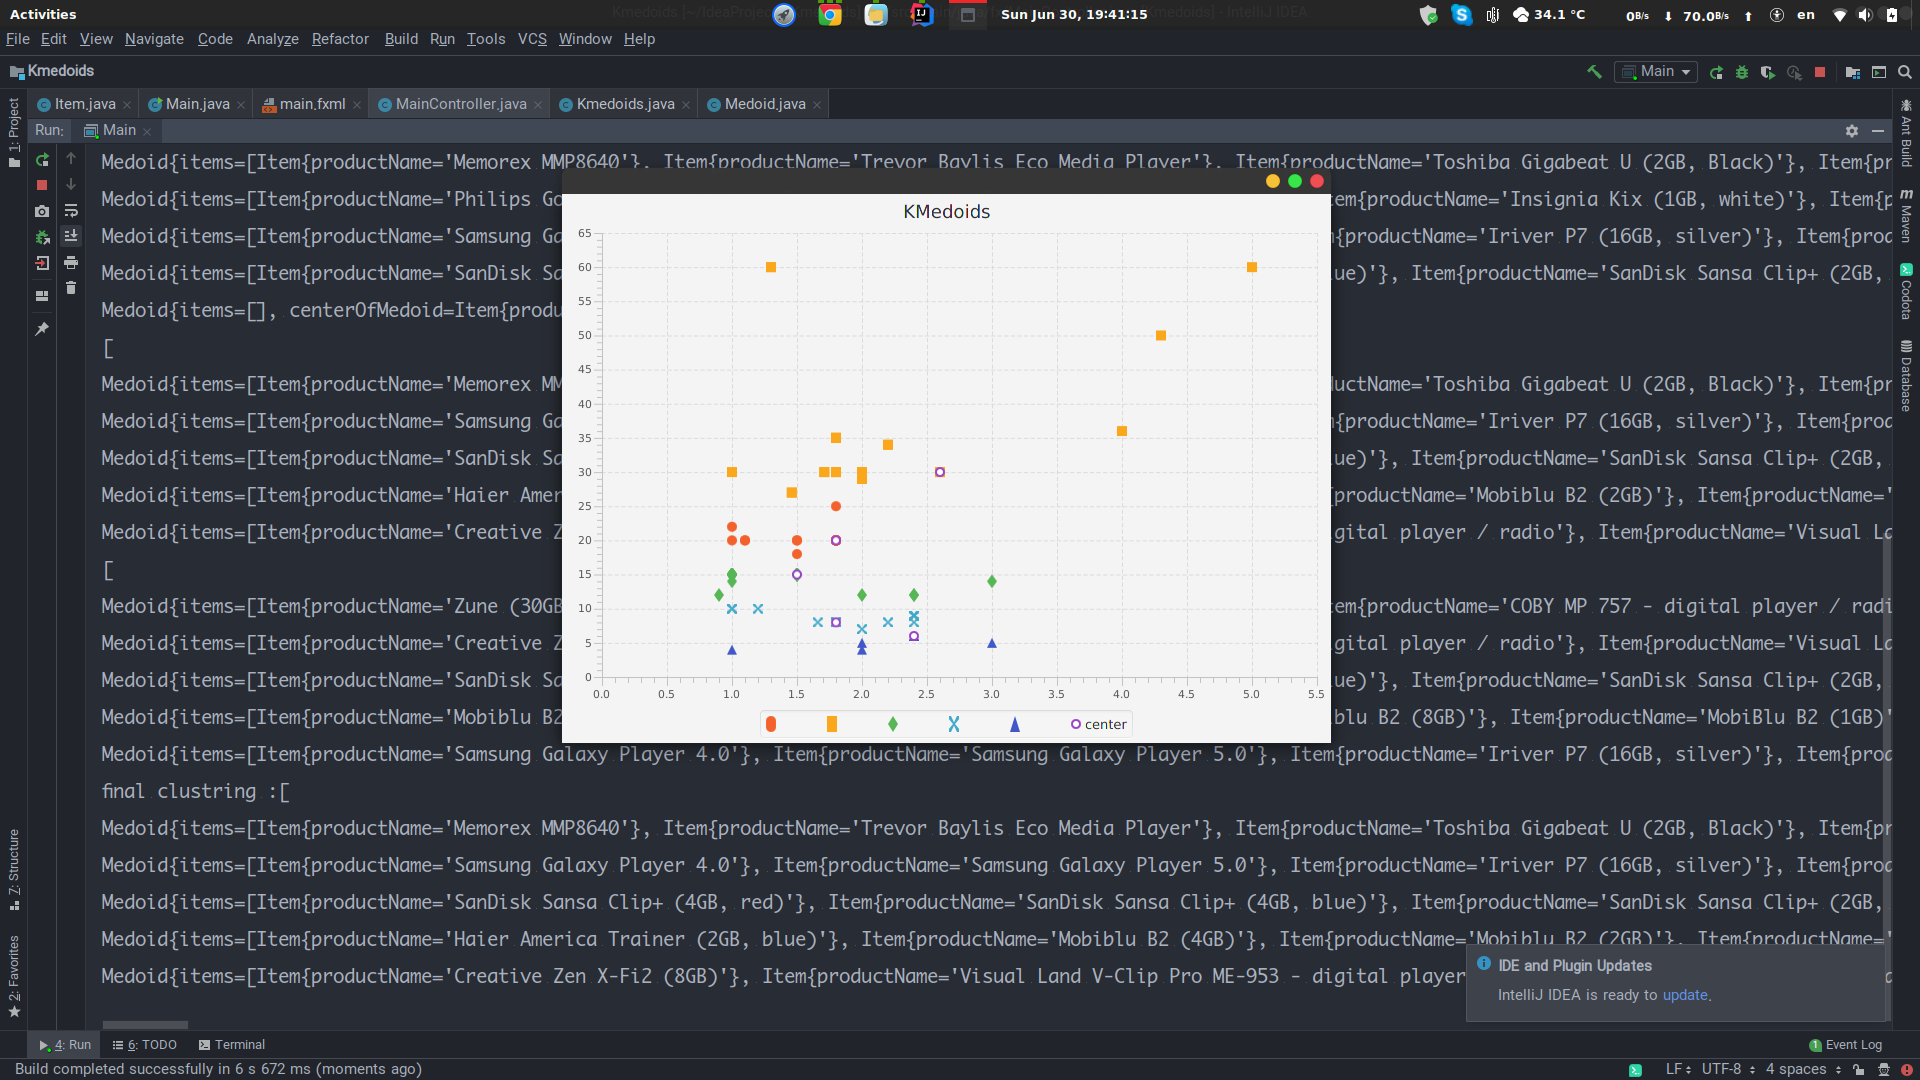 Activities
Sun Jun 30, 19:41:15
34.1 °C
0B/s
70.0B/s
en
File Edit View Navigate Code Analyze Refactor Build Run Tools VCS Window Help
Kmedoids
Main
Item.java
Main.java
main.fxml
MainController.java
Kmedoids.java
Medoid.java
Run: Main
1: Project
7: Structure
2: Favorites
Ant Build
Maven
Codota
Database
Medoid{items=[Item{productName='Memorex MMP8640'}, Item{productName='Trevor Baylis Eco Media Player'}, Item{productName='Toshiba Gigabeat U (2GB, Black)'}, Item{pr
Medoid{items=[Item{productName='Philips Go em{productName='Insignia Kix (1GB, white)'}, Item{p
Medoid{items=[Item{productName='Samsung Ga {productName='Iriver P7 (16GB, silver)'}, Item{prod
Medoid{items=[Item{productName='SanDisk Sa ue)'}, Item{productName='SanDisk Sansa Clip+ (2GB,
Medoid{items=[], centerOfMedoid=Item{produ
[
Medoid{items=[Item{productName='Memorex MM uctName='Toshiba Gigabeat U (2GB, Black)'}, Item{pr
Medoid{items=[Item{productName='Samsung Ga {productName='Iriver P7 (16GB, silver)'}, Item{prod
Medoid{items=[Item{productName='SanDisk Sa ue)'}, Item{productName='SanDisk Sansa Clip+ (2GB,
Medoid{items=[Item{productName='Haier Amer {productName='Mobiblu B2 (2GB)'}, Item{productName='
Medoid{items=[Item{productName='Creative Z gital player / radio'}, Item{productName='Visual La
[
Medoid{items=[Item{productName='Zune (30GB tem{productName='COBY MP 757 - digital player / radi
Medoid{items=[Item{productName='Creative Z gital player / radio'}, Item{productName='Visual La
Medoid{items=[Item{productName='SanDisk Sa ue)'}, Item{productName='SanDisk Sansa Clip+ (2GB,
Medoid{items=[Item{productName='Mobiblu B2 blu B2 (8GB)'}, Item{productName='MobiBlu B2 (1GB)'
Medoid{items=[Item{productName='Samsung Galaxy Player 4.0'}, Item{productName='Samsung Galaxy Player 5.0'}, Item{productName='Iriver P7 (16GB, silver)'}, Item{prod
final clustring :[
Medoid{items=[Item{productName='Memorex MMP8640'}, Item{productName='Trevor Baylis Eco Media Player'}, Item{productName='Toshiba Gigabeat U (2GB, Black)'}, Item{pr
Medoid{items=[Item{productName='Samsung Galaxy Player 4.0'}, Item{productName='Samsung Galaxy Player 5.0'}, Item{productName='Iriver P7 (16GB, silver)'}, Item{prod
Medoid{items=[Item{productName='SanDisk Sansa Clip+ (4GB, red)'}, Item{productName='SanDisk Sansa Clip+ (4GB, blue)'}, Item{productName='SanDisk Sansa Clip+ (2GB,
Medoid{items=[Item{productName='Haier America Trainer (2GB, blue)'}, Item{productName='Mobiblu B2 (4GB)'}, Item{productName='Mobiblu B2 (2GB)'}, Item{productName='
Medoid{items=[Item{productName='Creative Zen X-Fi2 (8GB)'}, Item{productName='Visual Land V-Clip Pro ME-953 - digital player
KMedoids
65
60
55
50
45
40
35
30
25
20
15
10
5
0
0.0 0.5 1.0 1.5 2.0 2.5 3.0 3.5 4.0 4.5 5.0 5.5
center
IDE and Plugin Updates
IntelliJ IDEA is ready to update.
4: Run 6: TODO Terminal
1 Event Log
Build completed successfully in 6 s 672 ms (moments ago)
LF UTF-8 4 spaces